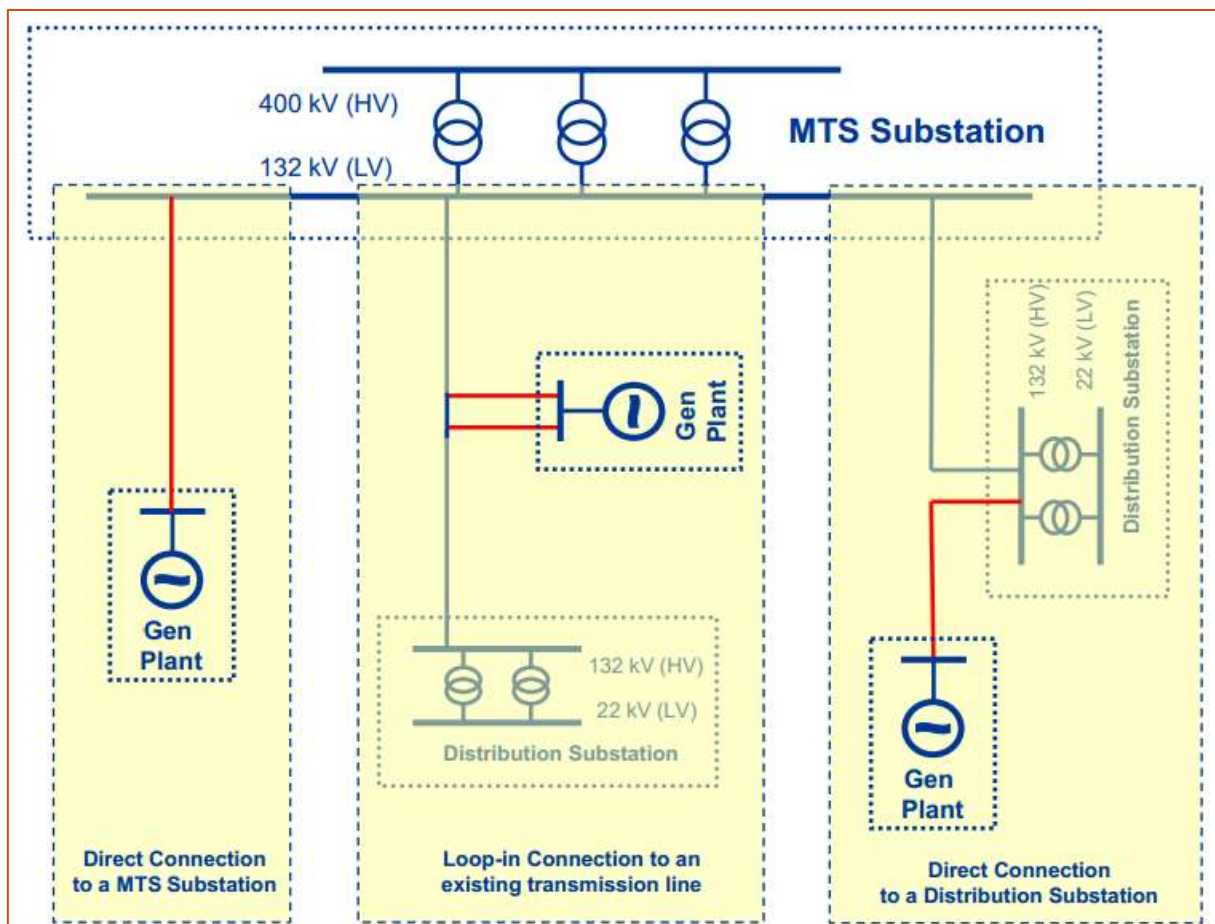 400 kV (HV)
MTS Substation
132 kV (LV)
Gen
Plant
Direct Connection
to a MTS Substation
Gen
Plant
132 kV (HV)
22 kV (LV)
Distribution Substation
Loop-in Connection to an
existing transmission line
132 kV (HV)
22 kV (LV)
Distribution Substation
Gen
Plant
Direct Connection
to a Distribution Substation